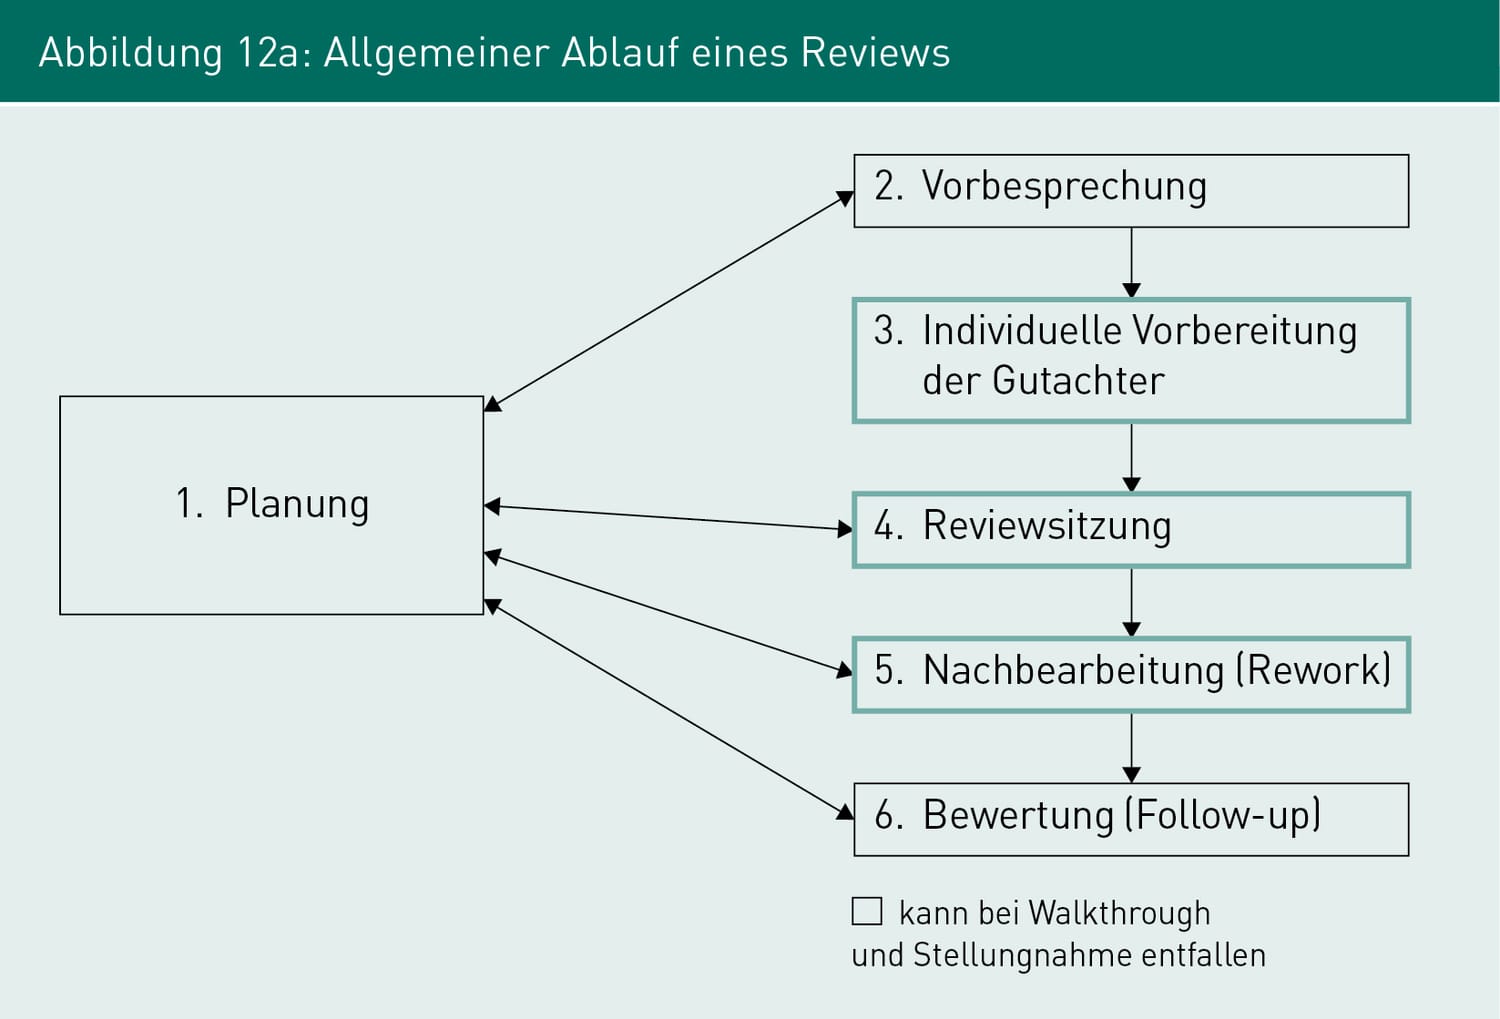 Abbildung 12a: Allgemeiner Ablauf eines Reviews
1. Planung
2. Vorbesprechung
3. Individuelle Vorbereitung
der Gutachter
4. Reviewsitzung
5. Nachbearbeitung (Rework)
6. Bewertung (Follow-up)
kann bei Walkthrough
und Stellungnahme entfallen